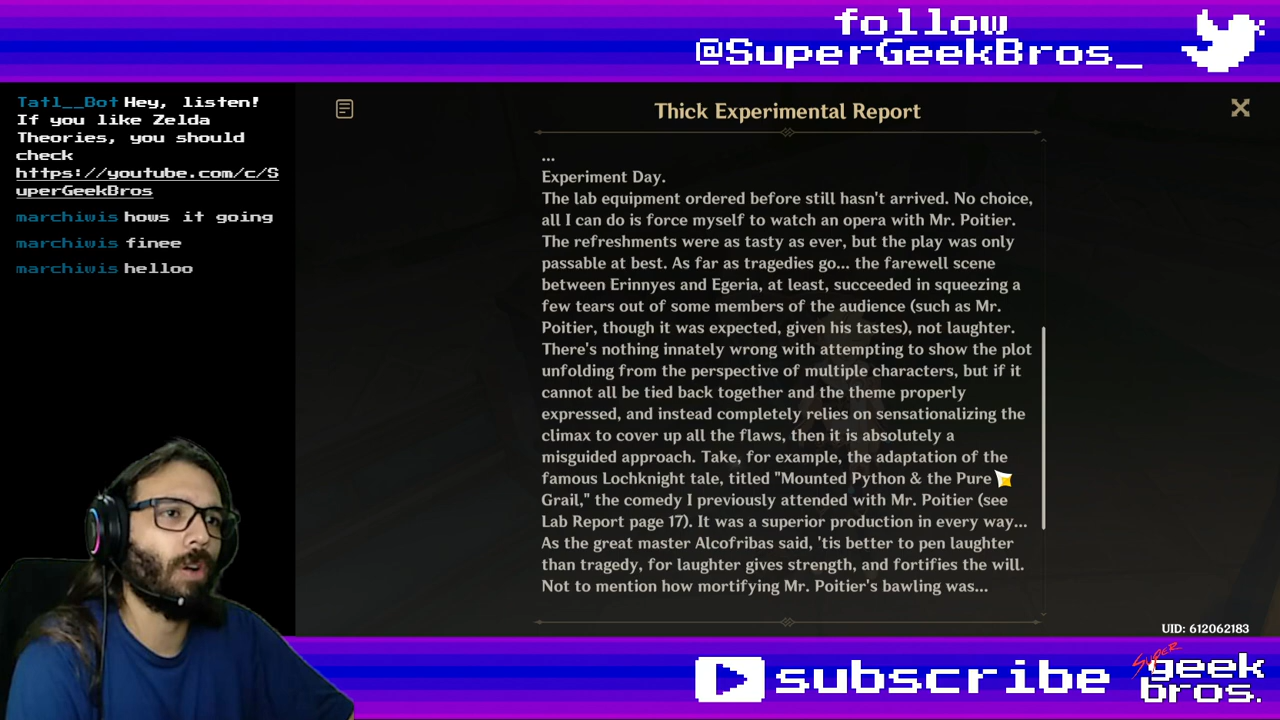 follow
@SuperGeekBros_
Tatl__Bot Hey, listen!
If you like Zelda
Theories, you should
check
https://youtube.com/c/S
uperGeekBros
marchiwis hows it going
marchiwis finee
marchiwis helloo
Thick Experimental Report
...
Experiment Day.
The lab equipment ordered before still hasn't arrived. No choice,
all I can do is force myself to watch an opera with Mr. Poitier.
The refreshments were as tasty as ever, but the play was only
passable at best. As far as tragedies go... the farewell scene
between Erinnyes and Egeria, at least, succeeded in squeezing a
few tears out of some members of the audience (such as Mr.
Poitier, though it was expected, given his tastes), not laughter.
There's nothing innately wrong with attempting to show the plot
unfolding from the perspective of multiple characters, but if it
cannot all be tied back together and the theme properly
expressed, and instead completely relies on sensationalizing the
climax to cover up all the flaws, then it is absolutely a
misguided approach. Take, for example, the adaptation of the
famous Lochknight tale, titled "Mounted Python & the Pure
Grail," the comedy I previously attended with Mr. Poitier (see
Lab Report page 17). It was a superior production in every way...
As the great master Alcofribas said, 'tis better to pen laughter
than tragedy, for laughter gives strength, and fortifies the will.
Not to mention how mortifying Mr. Poitier's bawling was...
UID: 612062183
subscribe
SUPER
geek
bros.